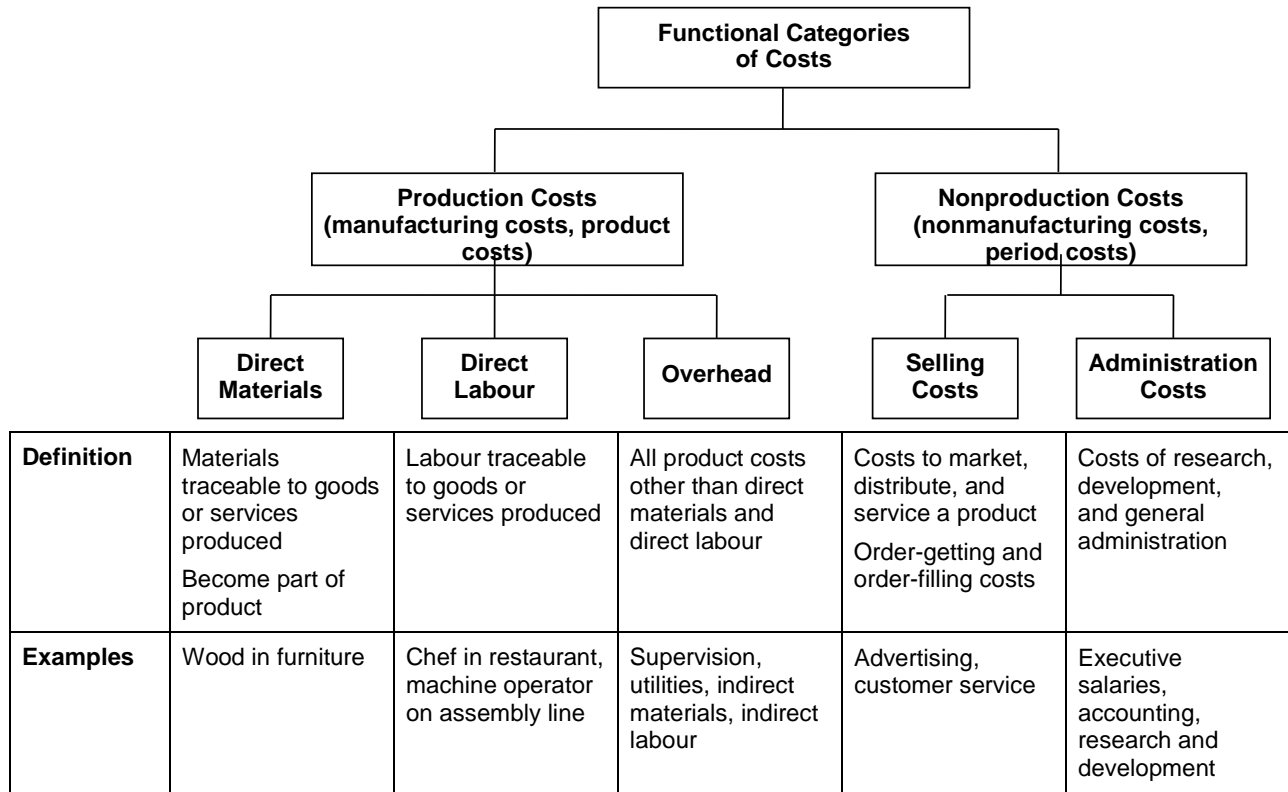 Functional Categories
of Costs
Production Costs
(manufacturing costs, product
costs)
Nonproduction Costs
(nonmanufacturing costs,
period costs)
Direct
Materials
Direct
Labour
Overhead
Selling
Costs
Administration
Costs
Definition
Materials
traceable to goods
or services
produced
Become part of
product
Labour traceable
to goods or
services produced
All product costs
other than direct
materials and
direct labour
Costs to market,
distribute, and
service a product
Order-getting and
order-filling costs
Costs of research,
development,
and general
administration
Examples
Wood in furniture
Chef in restaurant,
machine operator
on assembly line
Supervision,
utilities, indirect
materials, indirect
labour
Advertising,
customer service
Executive
salaries,
accounting,
research and
development